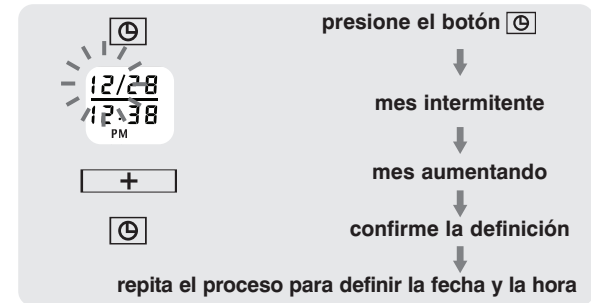 presione el botón
12/28
12:38
PM
mes intermitente
+
mes aumentando
confirme la definición
repita el proceso para definir la fecha y la hora